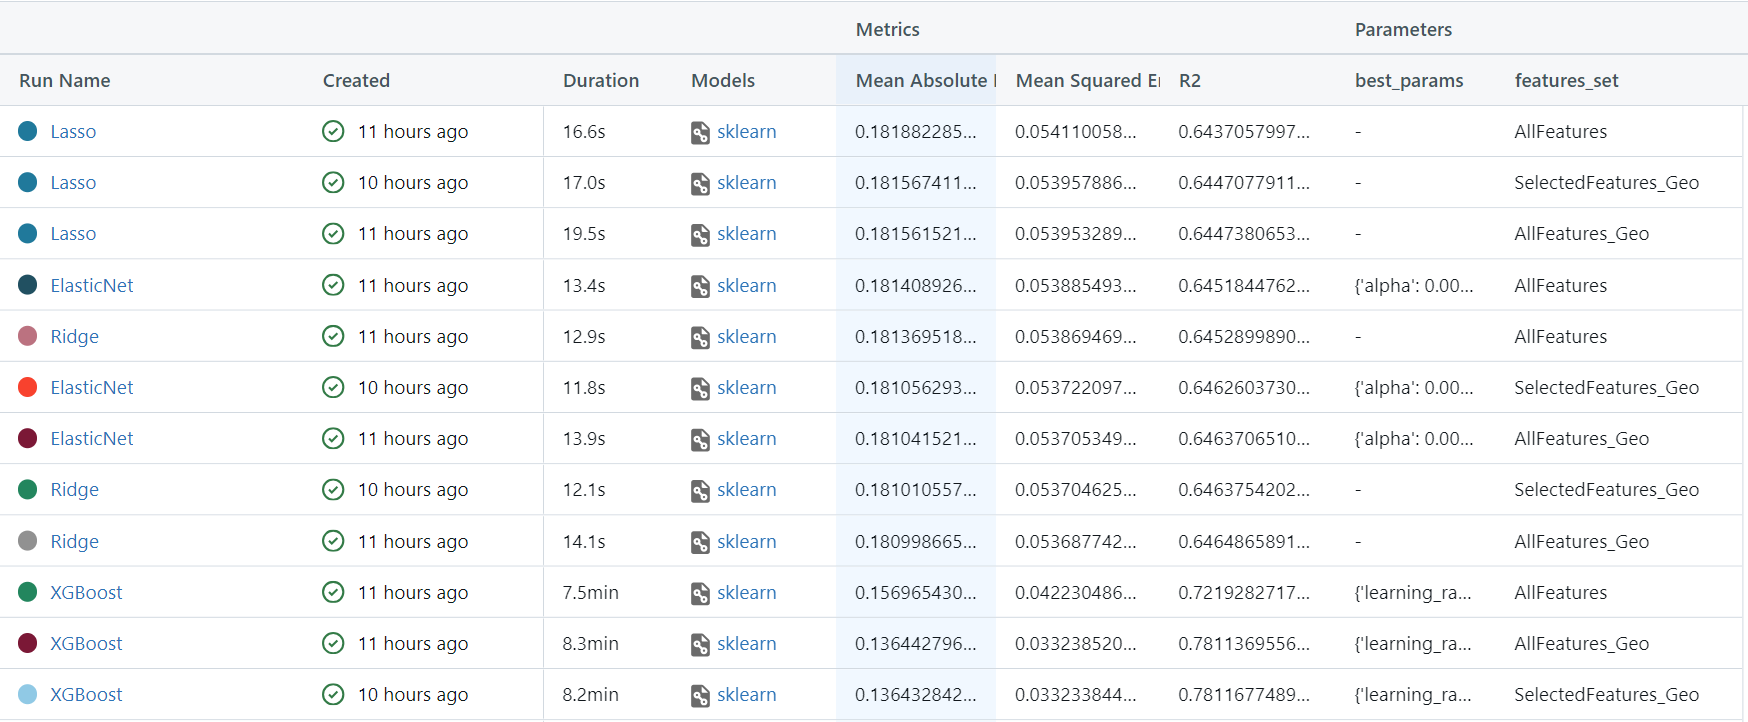 Metrics Parameters
Run Name Created Duration Models Mean Absolute Mean Squared R2 best_params features_set
Lasso 11 hours ago 16.6s sklearn 0.181882285... 0.054110058... 0.6437057997... - AllFeatures
Lasso 10 hours ago 17.0s sklearn 0.181567411... 0.053957886... 0.6447077911... - SelectedFeatures_Geo
Lasso 11 hours ago 19.5s sklearn 0.181561521... 0.053953289... 0.6447380653... - AllFeatures_Geo
ElasticNet 11 hours ago 13.4s sklearn 0.181408926... 0.053885493... 0.6451844762... {'alpha': 0.00... AllFeatures
Ridge 11 hours ago 12.9s sklearn 0.181369518... 0.053869469... 0.6452899890... - AllFeatures
ElasticNet 10 hours ago 11.8s sklearn 0.181056293... 0.053722097... 0.6462603730... {'alpha': 0.00... SelectedFeatures_Geo
ElasticNet 11 hours ago 13.9s sklearn 0.181041521... 0.053705349... 0.6463706510... {'alpha': 0.00... AllFeatures_Geo
Ridge 10 hours ago 12.1s sklearn 0.181010557... 0.053704625... 0.6463754202... - SelectedFeatures_Geo
Ridge 11 hours ago 14.1s sklearn 0.180998665... 0.053687742... 0.6464865891... - AllFeatures_Geo
XGBoost 11 hours ago 7.5min sklearn 0.156965430... 0.042230486... 0.7219282717... {'learning_ra... AllFeatures
XGBoost 11 hours ago 8.3min sklearn 0.136442796... 0.033238520... 0.7811369556... {'learning_ra... AllFeatures_Geo
XGBoost 10 hours ago 8.2min sklearn 0.136432842... 0.033233844... 0.7811677489... {'learning_ra... SelectedFeatures_Geo